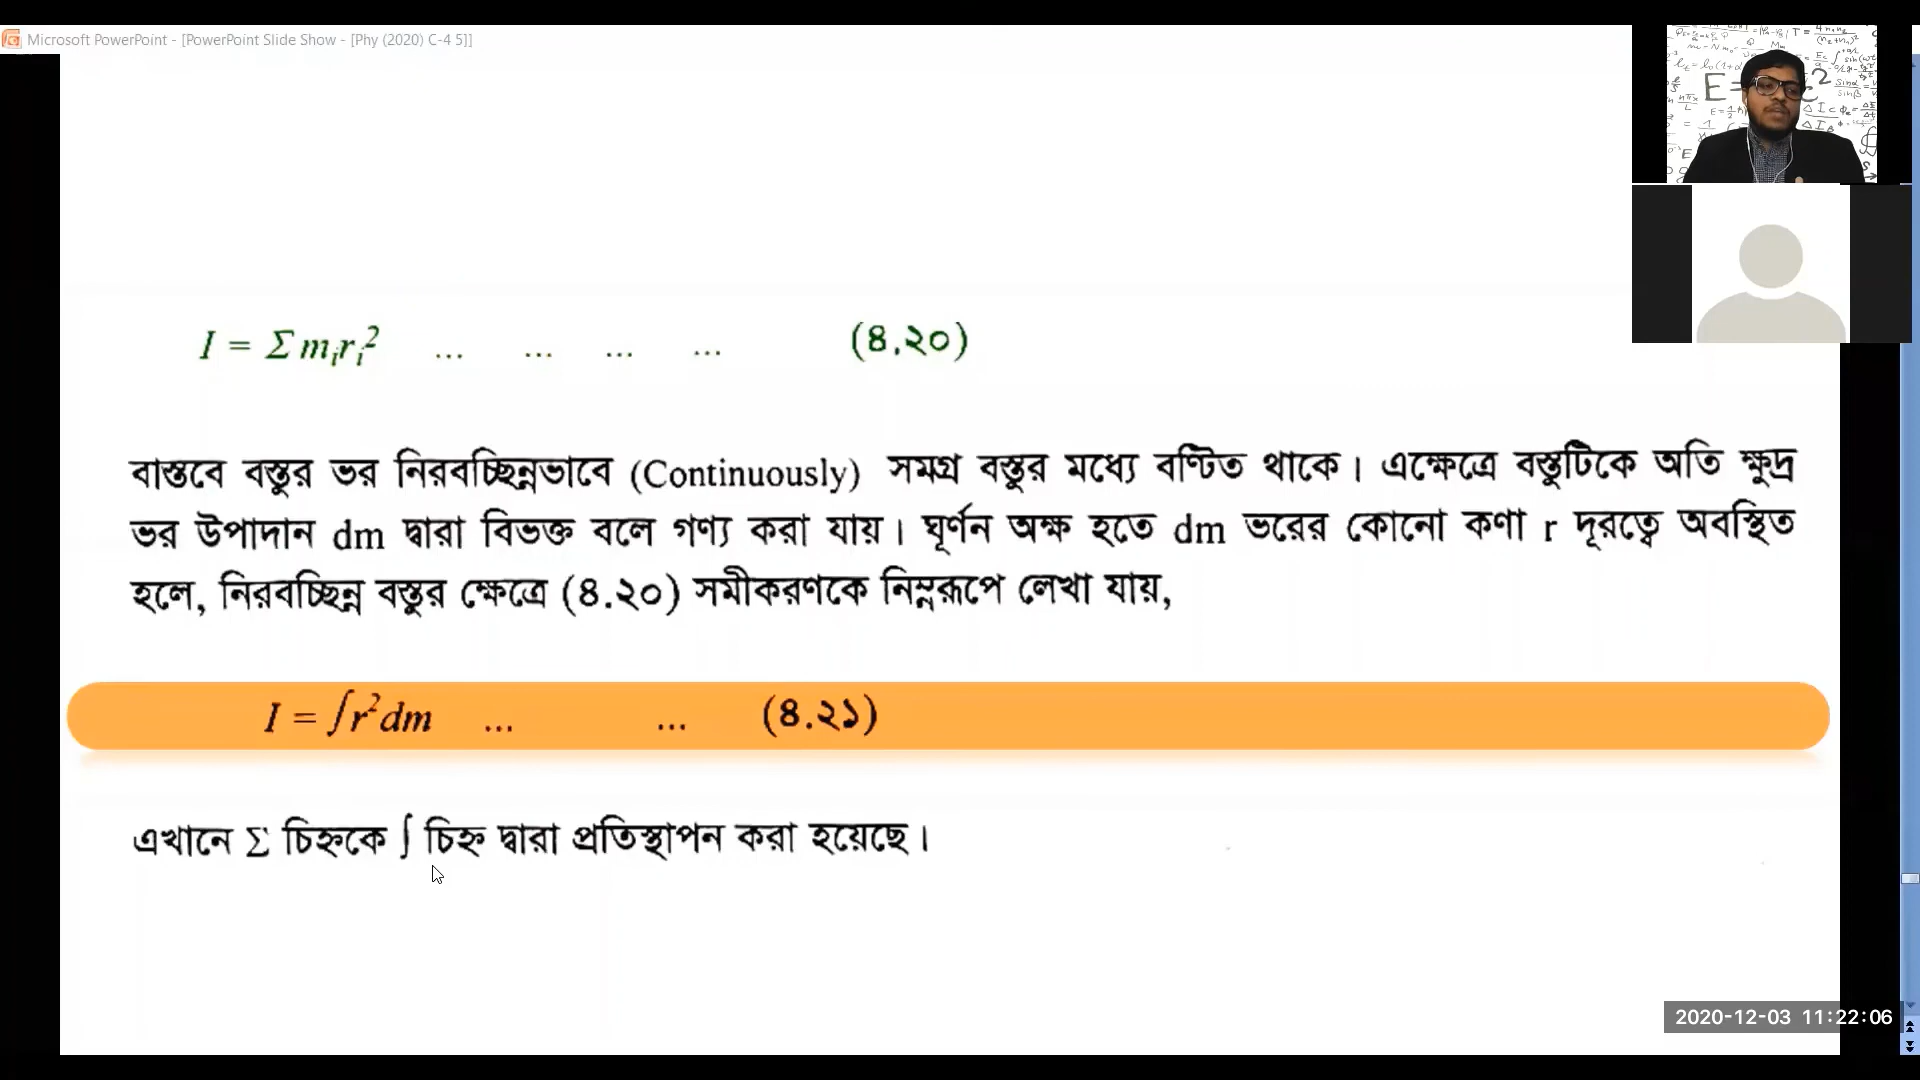 Microsoft PowerPoint - [PowerPoint Slide Show - [Phy (2020) C-4 5]]
I = Σ mᵢrᵢ² ... ... ... ... (৪.২০)
বাস্তবে বস্তুর ভর নিরবচ্ছিন্নভাবে (Continuously) সমগ্র বস্তুর মধ্যে বণ্টিত থাকে। এক্ষেত্রে বস্তুটিকে অতি ক্ষুদ্র
ভর উপাদান dm দ্বারা বিভক্ত বলে গণ্য করা যায়। ঘূর্ণন অক্ষ হতে dm ভরের কোনো কণা r দূরত্বে অবস্থিত
হলে, নিরবচ্ছিন্ন বস্তুর ক্ষেত্রে (৪.২০) সমীকরণকে নিম্নরূপে লেখা যায়,
I = ∫r²dm ... ... (৪.২১)
এখানে Σ চিহ্নকে ∫ চিহ্ন দ্বারা প্রতিস্থাপন করা হয়েছে।
2020-12-03 11:22:06